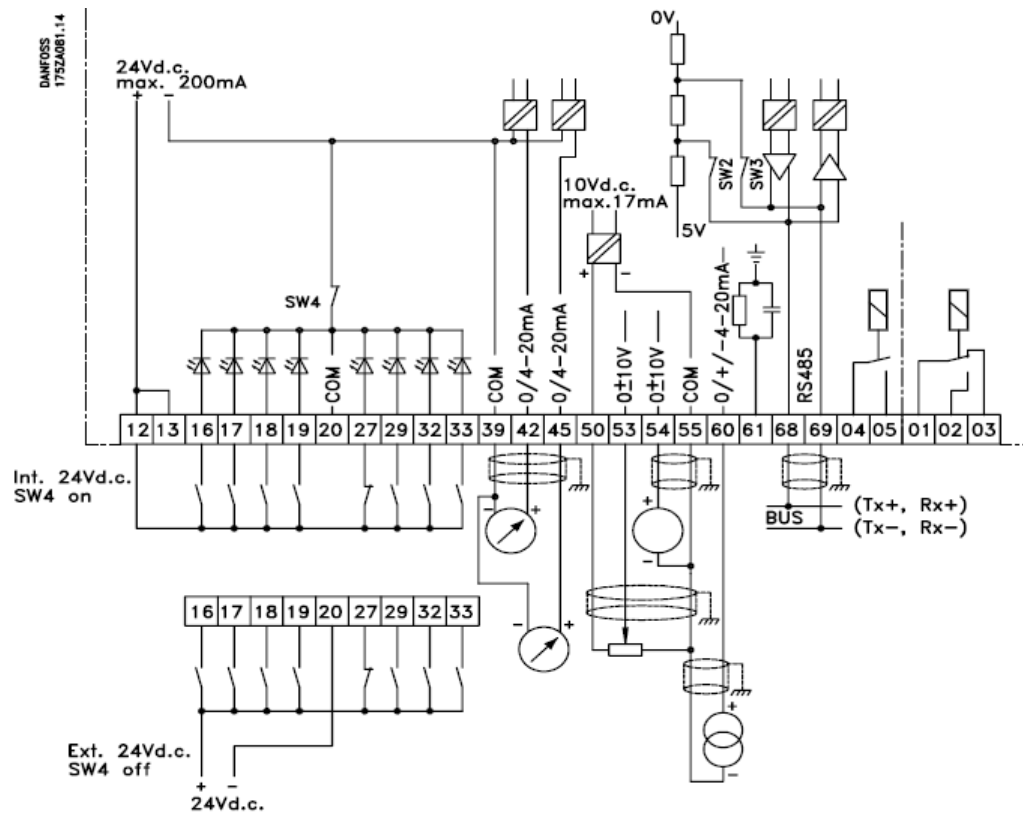 DANFOSS
175ZA081.14
24Vd.c.
max. 200mA
+ −
0V
SW2
SW3
5V
10Vd.c.
max.17mA
+ −
SW4
COM
COM
0/4-20mA
0/4-20mA
0±10V
0±10V
COM
0/+/-4-20mA
RS485
12 13 16 17 18 19 20 27 29 32 33 39 42 45 50 53 54 55 60 61 68 69 04 05 01 02 03
Int. 24Vd.c.
SW4 on
− +
+
−
BUS
(Tx+, Rx+)
(Tx−, Rx−)
16 17 18 19 20 27 29 32 33
− +
+
−
Ext. 24Vd.c.
SW4 off
+ −
24Vd.c.